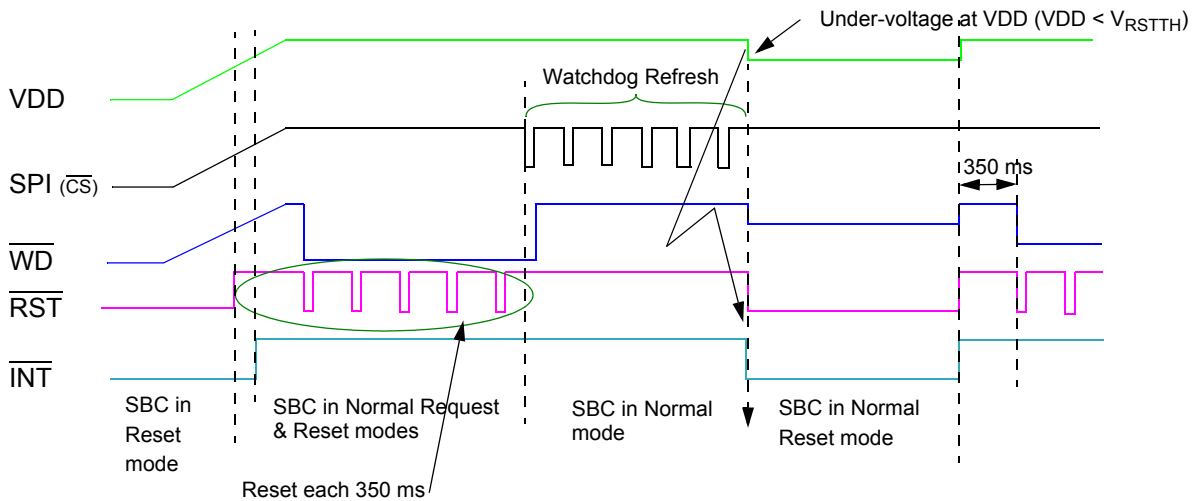 Under-voltage at VDD (VDD < VRSTTH)
VDD
Watchdog Refresh
SPI (CS)
350 ms
WD
RST
INT
SBC in
Reset
mode
SBC in Normal Request
& Reset modes
SBC in Normal
mode
SBC in Normal
Reset mode
Reset each 350 ms